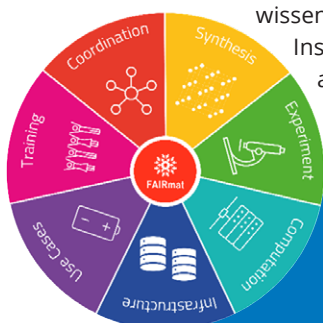 wissen
Ins
a
Coordination
Synthesis
Experiment
Computation
Infrastructure
Use Cases
Training
FAIRmat